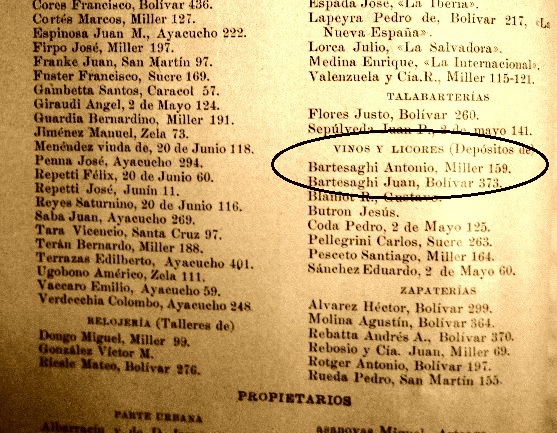 Cores Francisco, Bolívar 436.
Cortés Marcos, Miller 127.
Espinosa Juan M., Ayacucho 222.
Firpo José, Miller 197.
Franke Juan, San Martín 97.
Fuster Francisco, Sucre 169.
Gambetta Santos, Caracol 57.
Giraudi Angel, 2 de Mayo 124.
Guardia Bernardino, Miller 191.
Jiménez Manuel, Zela 73.
Menéndez viuda de, 20 de Junio 118.
Penna José, Ayacucho 294.
Repetti Félix, 20 de Junio 60.
Repetti José, Junín 11.
Reyes Saturnino, 20 de Junio 116.
Saba Juan, Ayacucho 269.
Tara Vicencio, Santa Cruz 97.
Terán Bernardo, Miller 188.
Terrazas Edilberto, Ayacucho 401.
Ugobono Américo, Zela 111.
Vaccaro Emilio, Ayacucho 59.
Verdecchia Colombo, Ayacucho 248
RELOJERÍA (Talleres de)
Dongo Miguel, Miller 99.
González Víctor M.
Ricale Mateo, Bolívar 276.
Espada José, «La Iberia».
Lapeyra Pedro de, Bolívar 217, «La
Nueva España».
Lorca Julio, «La Salvadora».
Medina Enrique, «La Internacional».
Valenzuela y Cía.R., Miller 115-121.
TALABARTERÍAS
Flores Justo, Bolívar 260.
Sepúlveda Juan P., 2 de mayo 141.
VINOS Y LICORES (Depósitos de
Bartesaghi Antonio, Miller 159.
Bartesaghi Juan, Bolívar 373.
Blanlot R., Gustavo.
Butron Jesús.
Coda Pedro, 2 de Mayo 125.
Pellegrini Carlos, Sucre 263.
Pesceto Santiago, Miller 164.
Sánchez Eduardo, 2 de Mayo 60.
ZAPATERÍAS
Alvarez Héctor, Bolívar 299.
Molina Agustín, Bolívar 364.
Rebatta Andrés A., Bolívar 370.
Rebosio y Cía. Juan, Miller 69.
Rotger Antonio, Bolívar 197.
Rueda Pedro, San Martín 155.
PROPIETARIOS
PARTE URBANA